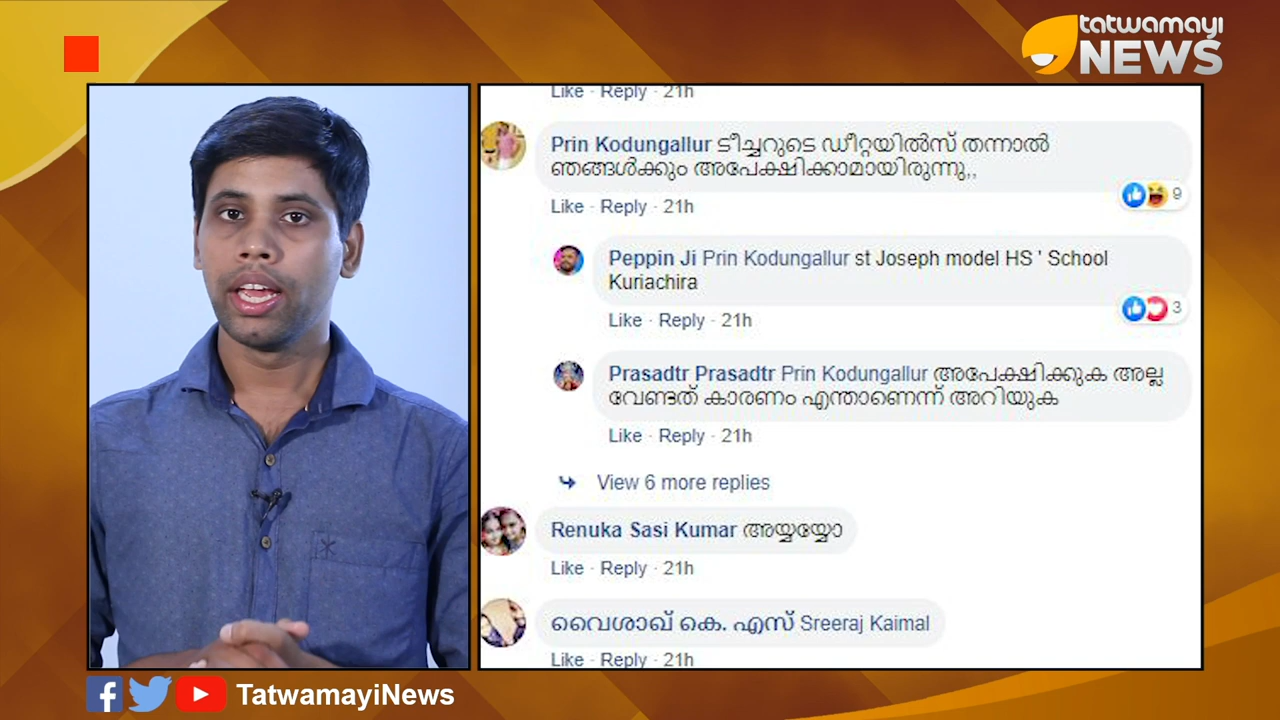 tatwamayi
NEWS
Like · Reply · 21h
Prin Kodungallur ടീച്ചറുടെ ഡീറ്റയിൽസ് തന്നാൽ
ഞങ്ങൾക്കും അപേക്ഷിക്കാമായിരുന്നു,,
9
Like · Reply · 21h
Peppin Ji Prin Kodungallur st Joseph model HS ' School
Kuriachira
3
Like · Reply · 21h
Prasadtr Prasadtr Prin Kodungallur അപേക്ഷിക്കുക അല്ല
വേണ്ടത് കാരണം എന്താണെന്ന് അറിയുക
Like · Reply · 21h
View 6 more replies
Renuka Sasi Kumar അയ്യയ്യോ
Like · Reply · 21h
വൈശാഖ് കെ. എസ് Sreeraj Kaimal
Like · Reply · 21h
TatwamayiNews